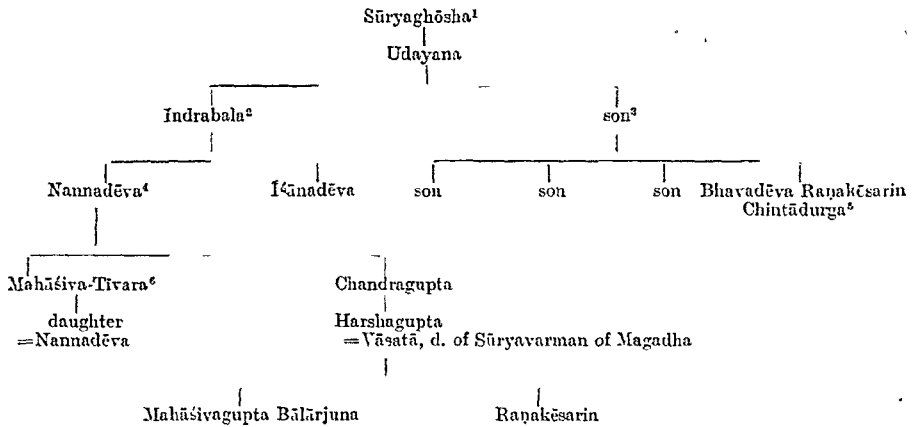 Sūryaghōsha¹
Udayana
Indrabala² son³
Nannadēva⁴ Īśānadēva son son son Bhavadēva Raṇakēsarin
Chintādurga⁵
Mahāśiva-Tīvara⁶ Chandragupta
daughter Harshagupta
=Nannadēva =Vāsatā, d. of Sūryavarman of Magadha
Mahāśivagupta Bālārjuna Raṇakēsarin